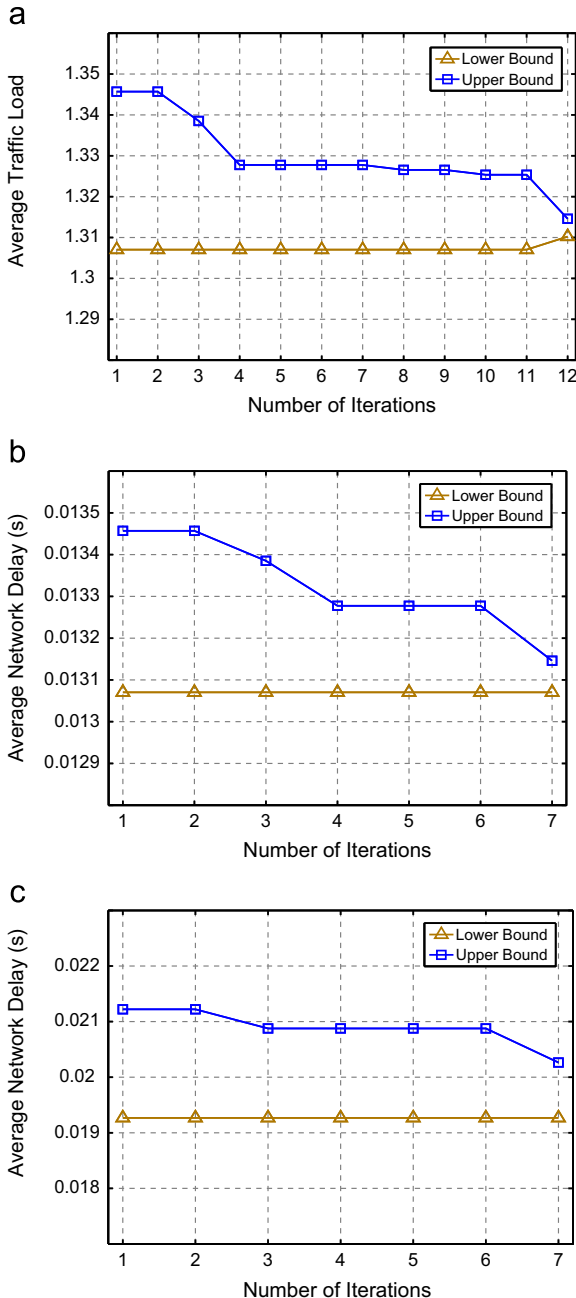 a
Average Traffic Load
1.35
1.34
1.33
1.32
1.31
1.3
1.29
Lower Bound
Upper Bound
1 2 3 4 5 6 7 8 9 10 11 12
Number of Iterations
b
Average Network Delay (s)
0.0135
0.0134
0.0133
0.0132
0.0131
0.013
0.0129
Lower Bound
Upper Bound
1 2 3 4 5 6 7
Number of Iterations
c
Average Network Delay (s)
0.022
0.021
0.02
0.019
0.018
Lower Bound
Upper Bound
1 2 3 4 5 6 7
Number of Iterations